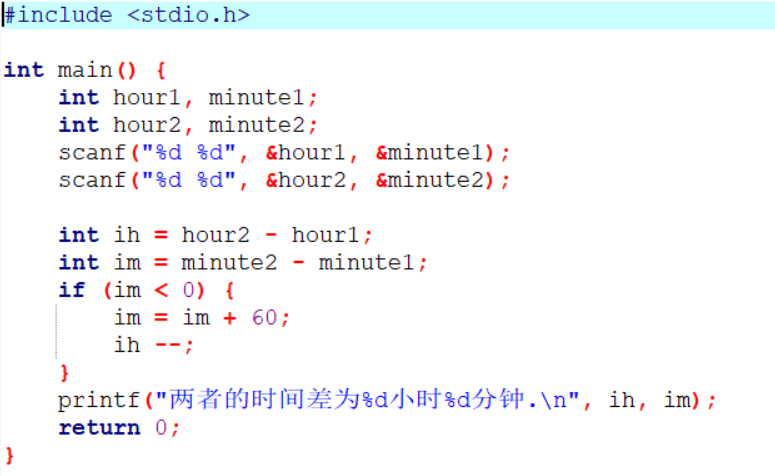 #include <stdio.h>
int main() {
    int hour1, minute1;
    int hour2, minute2;
    scanf("%d %d", &hour1, &minute1);
    scanf("%d %d", &hour2, &minute2);
    int ih = hour2 - hour1;
    int im = minute2 - minute1;
    if (im < 0) {
        im = im + 60;
        ih --;
    }
    printf("两者的时间差为%d小时%d分钟.\n", ih, im);
    return 0;
}